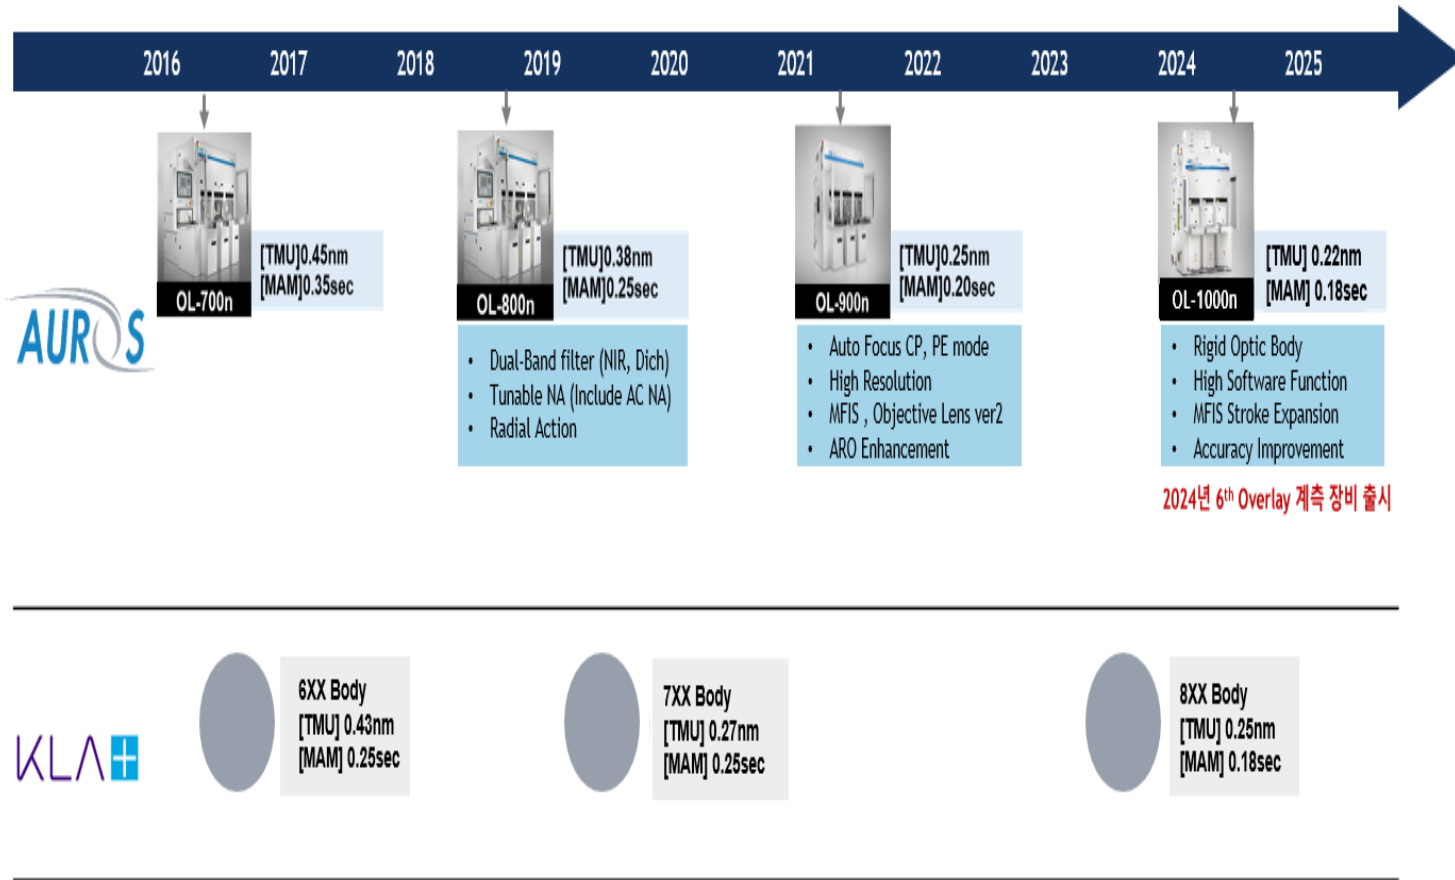 2016 2017 2018 2019 2020 2021 2022 2023 2024 2025
AUROS
OL-700n
[TMU]0.45nm
[MAM]0.35sec
OL-800n
[TMU]0.38nm
[MAM]0.25sec
• Dual-Band filter (NIR, Dich)
• Tunable NA (Include AC NA)
• Radial Action
OL-900n
[TMU]0.25nm
[MAM]0.20sec
• Auto Focus CP, PE mode
• High Resolution
• MFIS , Objective Lens ver2
• ARO Enhancement
OL-1000n
[TMU] 0.22nm
[MAM] 0.18sec
• Rigid Optic Body
• High Software Function
• MFIS Stroke Expansion
• Accuracy Improvement
2024년 6th Overlay 계측 장비 출시
KLA+
6XX Body
[TMU] 0.43nm
[MAM] 0.25sec
7XX Body
[TMU] 0.27nm
[MAM] 0.25sec
8XX Body
[TMU] 0.25nm
[MAM] 0.18sec